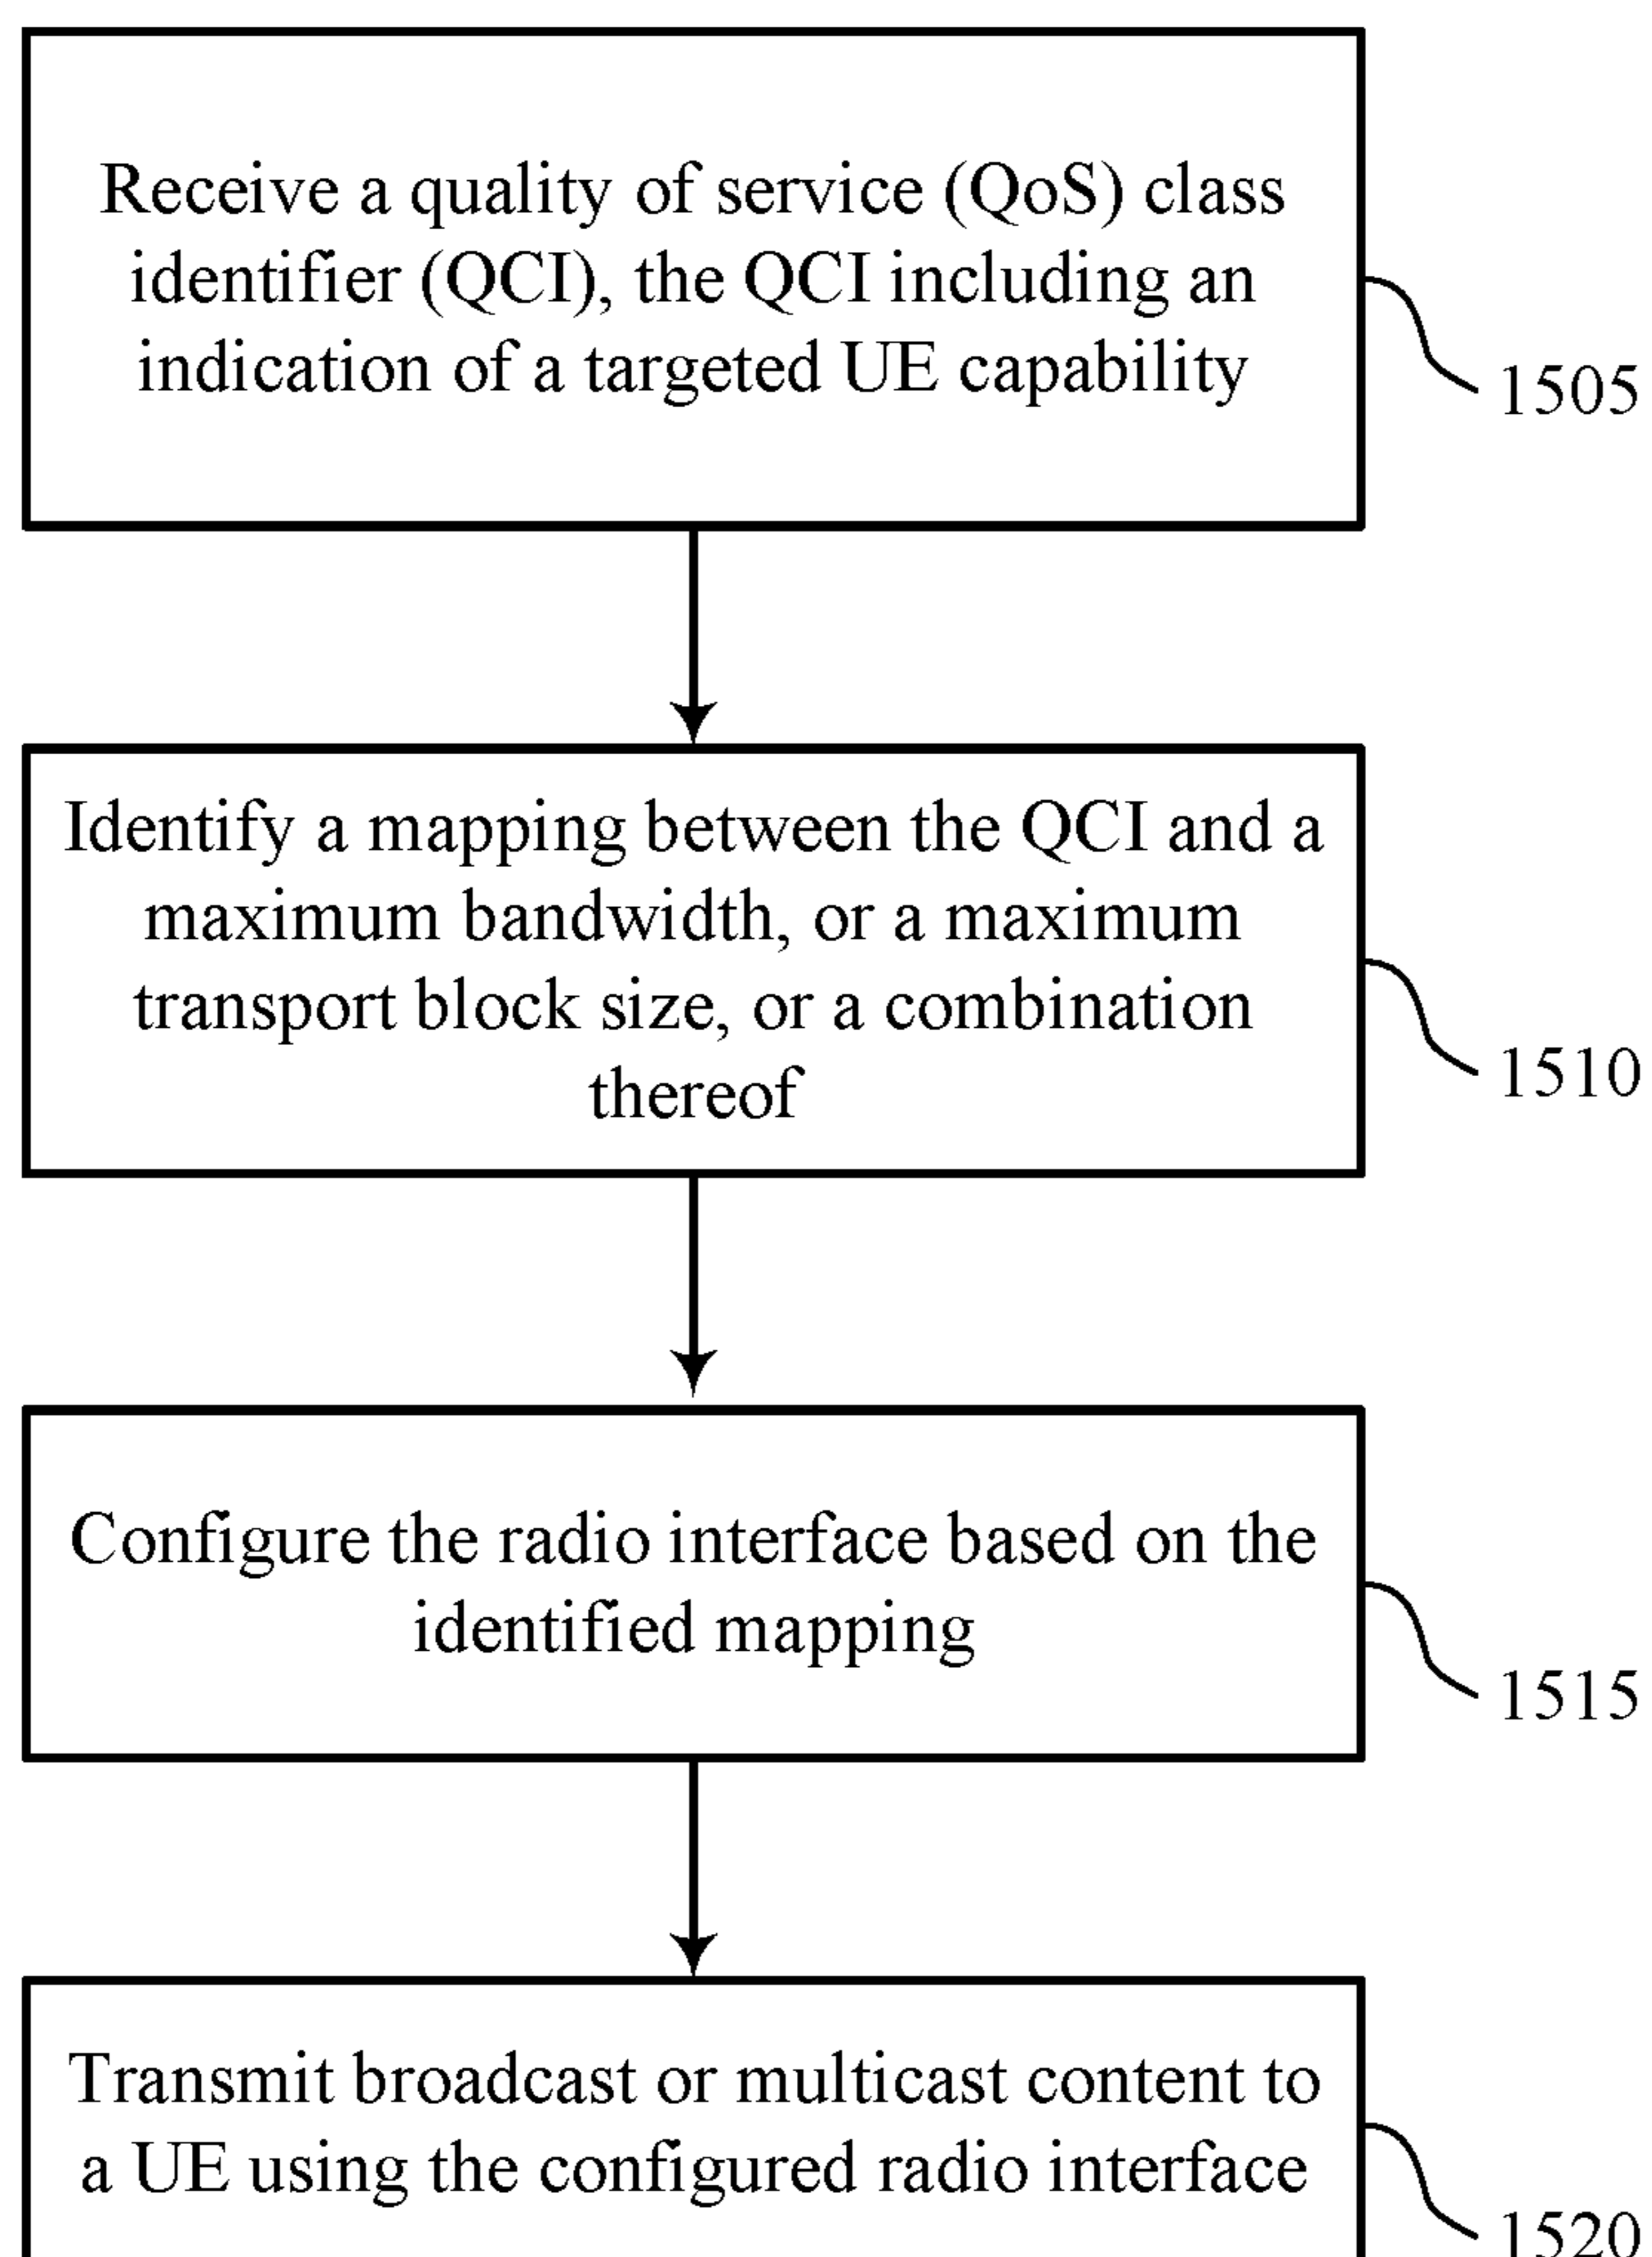 Receive a quality of service (QoS) class
identifier (QCI), the QCI including an
indication of a targeted UE capability
1505
Identify a mapping between the QCI and a
maximum bandwidth, or a maximum
transport block size, or a combination
thereof
1510
Configure the radio interface based on the
identified mapping
1515
Transmit broadcast or multicast content to
a UE using the configured radio interface
1520